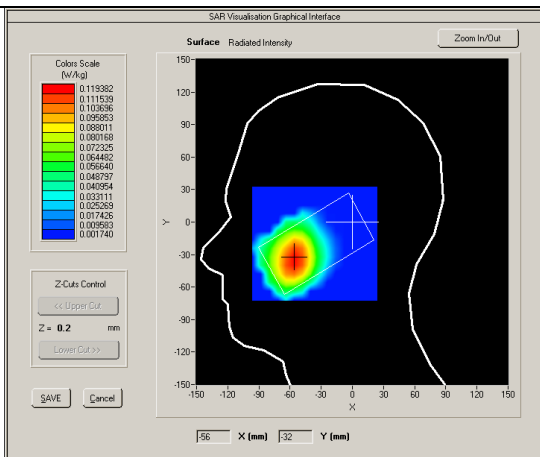 SAR Visualisation Graphical Interface
Surface Radiated Intensity
Zoom In/Out
Colors Scale
(W/kg)
0.119382
0.111539
0.103696
0.095853
0.088011
0.080168
0.072325
0.064482
0.056640
0.048797
0.040954
0.033111
0.025269
0.017426
0.009583
0.001740
Z-Cuts Control
<< Upper Cut
Z = 0.2 mm
Lower Cut >>
SAVE Cancel
150
120
90
60
30
0
-30
-60
-90
-120
-150
Y
-150 -120 -90 -60 -30 0 30 60 90 120 150
X
-56 X (mm) -32 Y (mm)